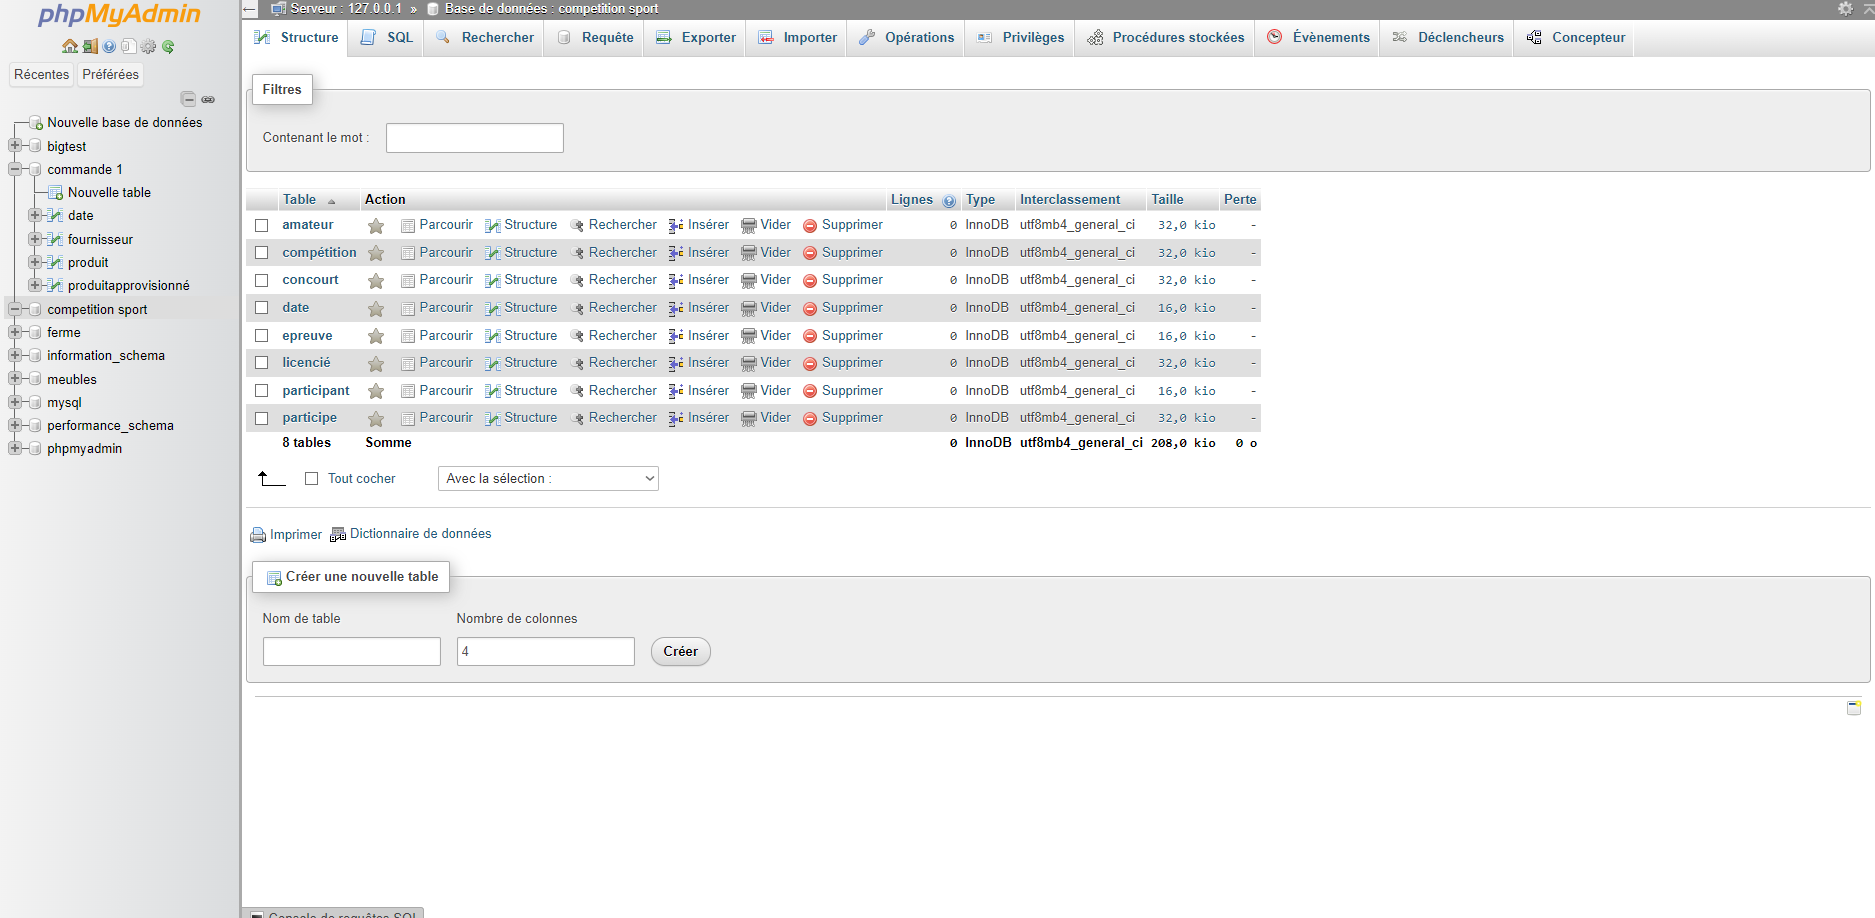 phpMyAdmin
Récentes Préférées
Nouvelle base de données
bigtest
commande 1
Nouvelle table
date
fournisseur
produit
produitapprovisionné
competition sport
ferme
information_schema
meubles
mysql
performance_schema
phpmyadmin
Serveur : 127.0.0.1 » Base de données : competition sport
Structure SQL Rechercher Requête Exporter Importer Opérations Privilèges Procédures stockées Évènements Déclencheurs Concepteur
Filtres
Contenant le mot :
Table Action Lignes Type Interclassement Taille Perte
amateur Parcourir Structure Rechercher Insérer Vider Supprimer 0 InnoDB utf8mb4_general_ci 32,0 kio -
compétition Parcourir Structure Rechercher Insérer Vider Supprimer 0 InnoDB utf8mb4_general_ci 32,0 kio -
concourt Parcourir Structure Rechercher Insérer Vider Supprimer 0 InnoDB utf8mb4_general_ci 32,0 kio -
date Parcourir Structure Rechercher Insérer Vider Supprimer 0 InnoDB utf8mb4_general_ci 16,0 kio -
epreuve Parcourir Structure Rechercher Insérer Vider Supprimer 0 InnoDB utf8mb4_general_ci 16,0 kio -
licencié Parcourir Structure Rechercher Insérer Vider Supprimer 0 InnoDB utf8mb4_general_ci 32,0 kio -
participant Parcourir Structure Rechercher Insérer Vider Supprimer 0 InnoDB utf8mb4_general_ci 16,0 kio -
participe Parcourir Structure Rechercher Insérer Vider Supprimer 0 InnoDB utf8mb4_general_ci 32,0 kio -
8 tables Somme 0 InnoDB utf8mb4_general_ci 208,0 kio 0 o
Tout cocher Avec la sélection :
Imprimer Dictionnaire de données
Créer une nouvelle table
Nom de table Nombre de colonnes
4 Créer
Console de requêtes SQL